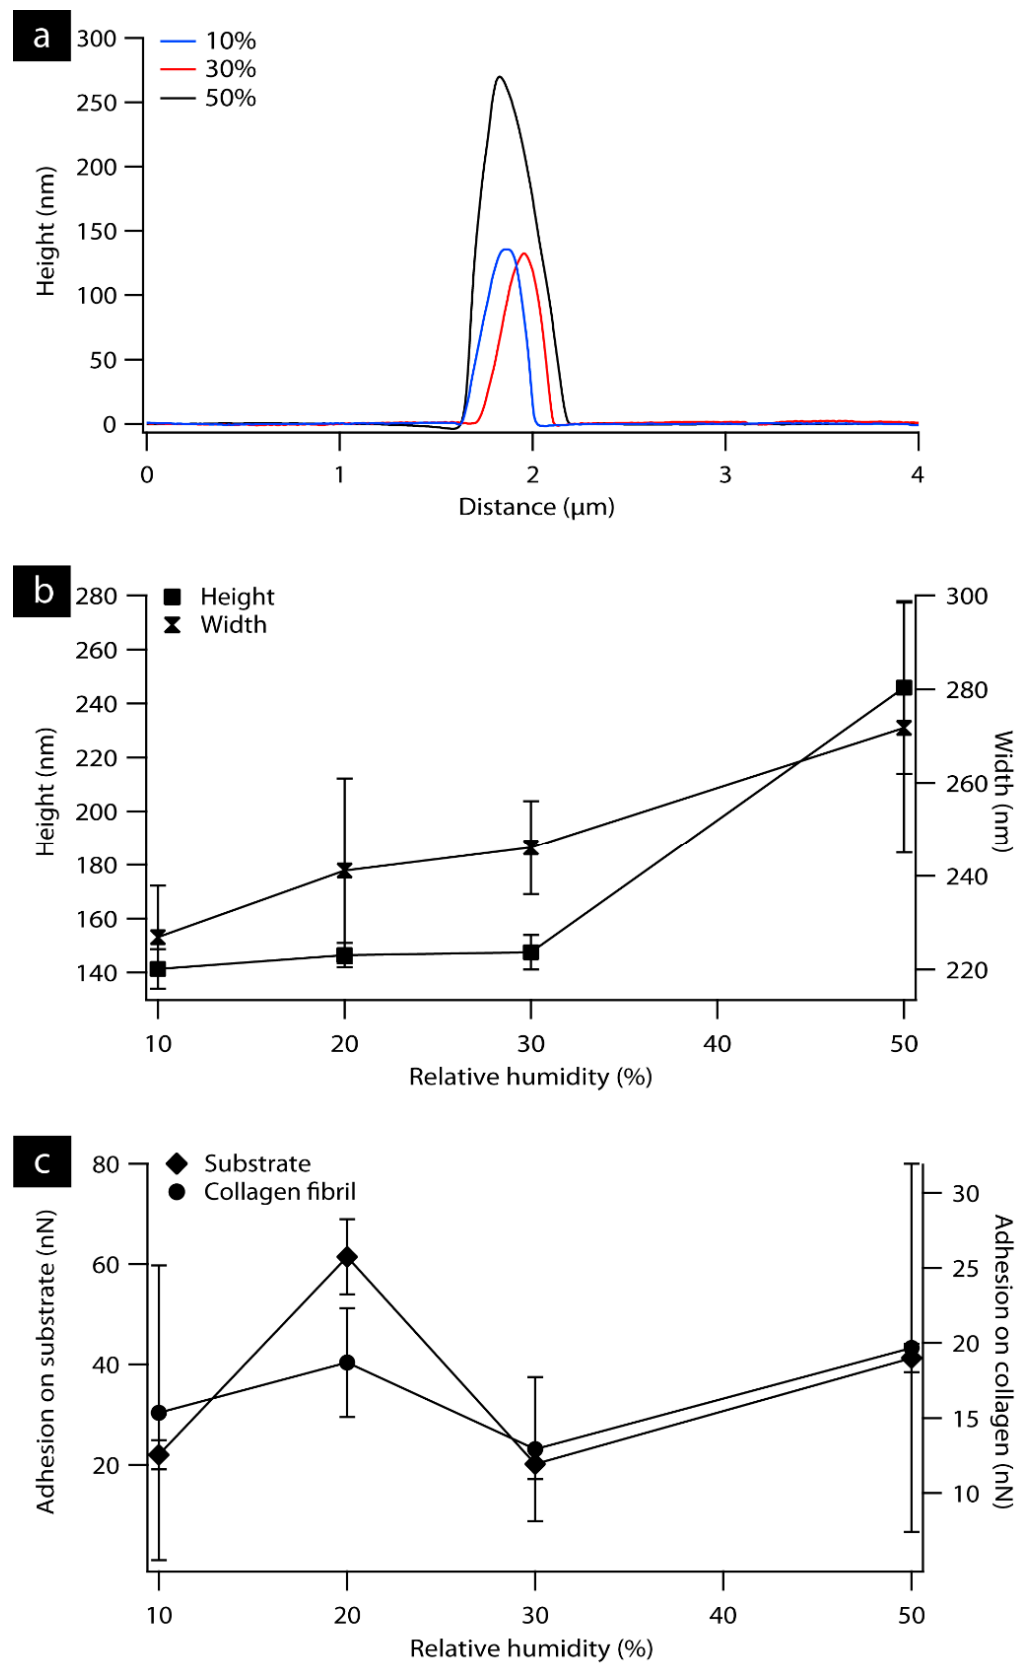 a
300
250
200
150
100
50
0
Height (nm)
10%
30%
50%
0 1 2 3 4
Distance (µm)
b
280
260
240
220
200
180
160
140
Height (nm)
Height
Width
300
280
260
240
220
Width (nm)
10 20 30 40 50
Relative humidity (%)
c
80
60
40
20
Adhesion on substrate (nN)
Substrate
Collagen fibril
30
25
20
15
10
Adhesion on collagen (nN)
10 20 30 40 50
Relative humidity (%)